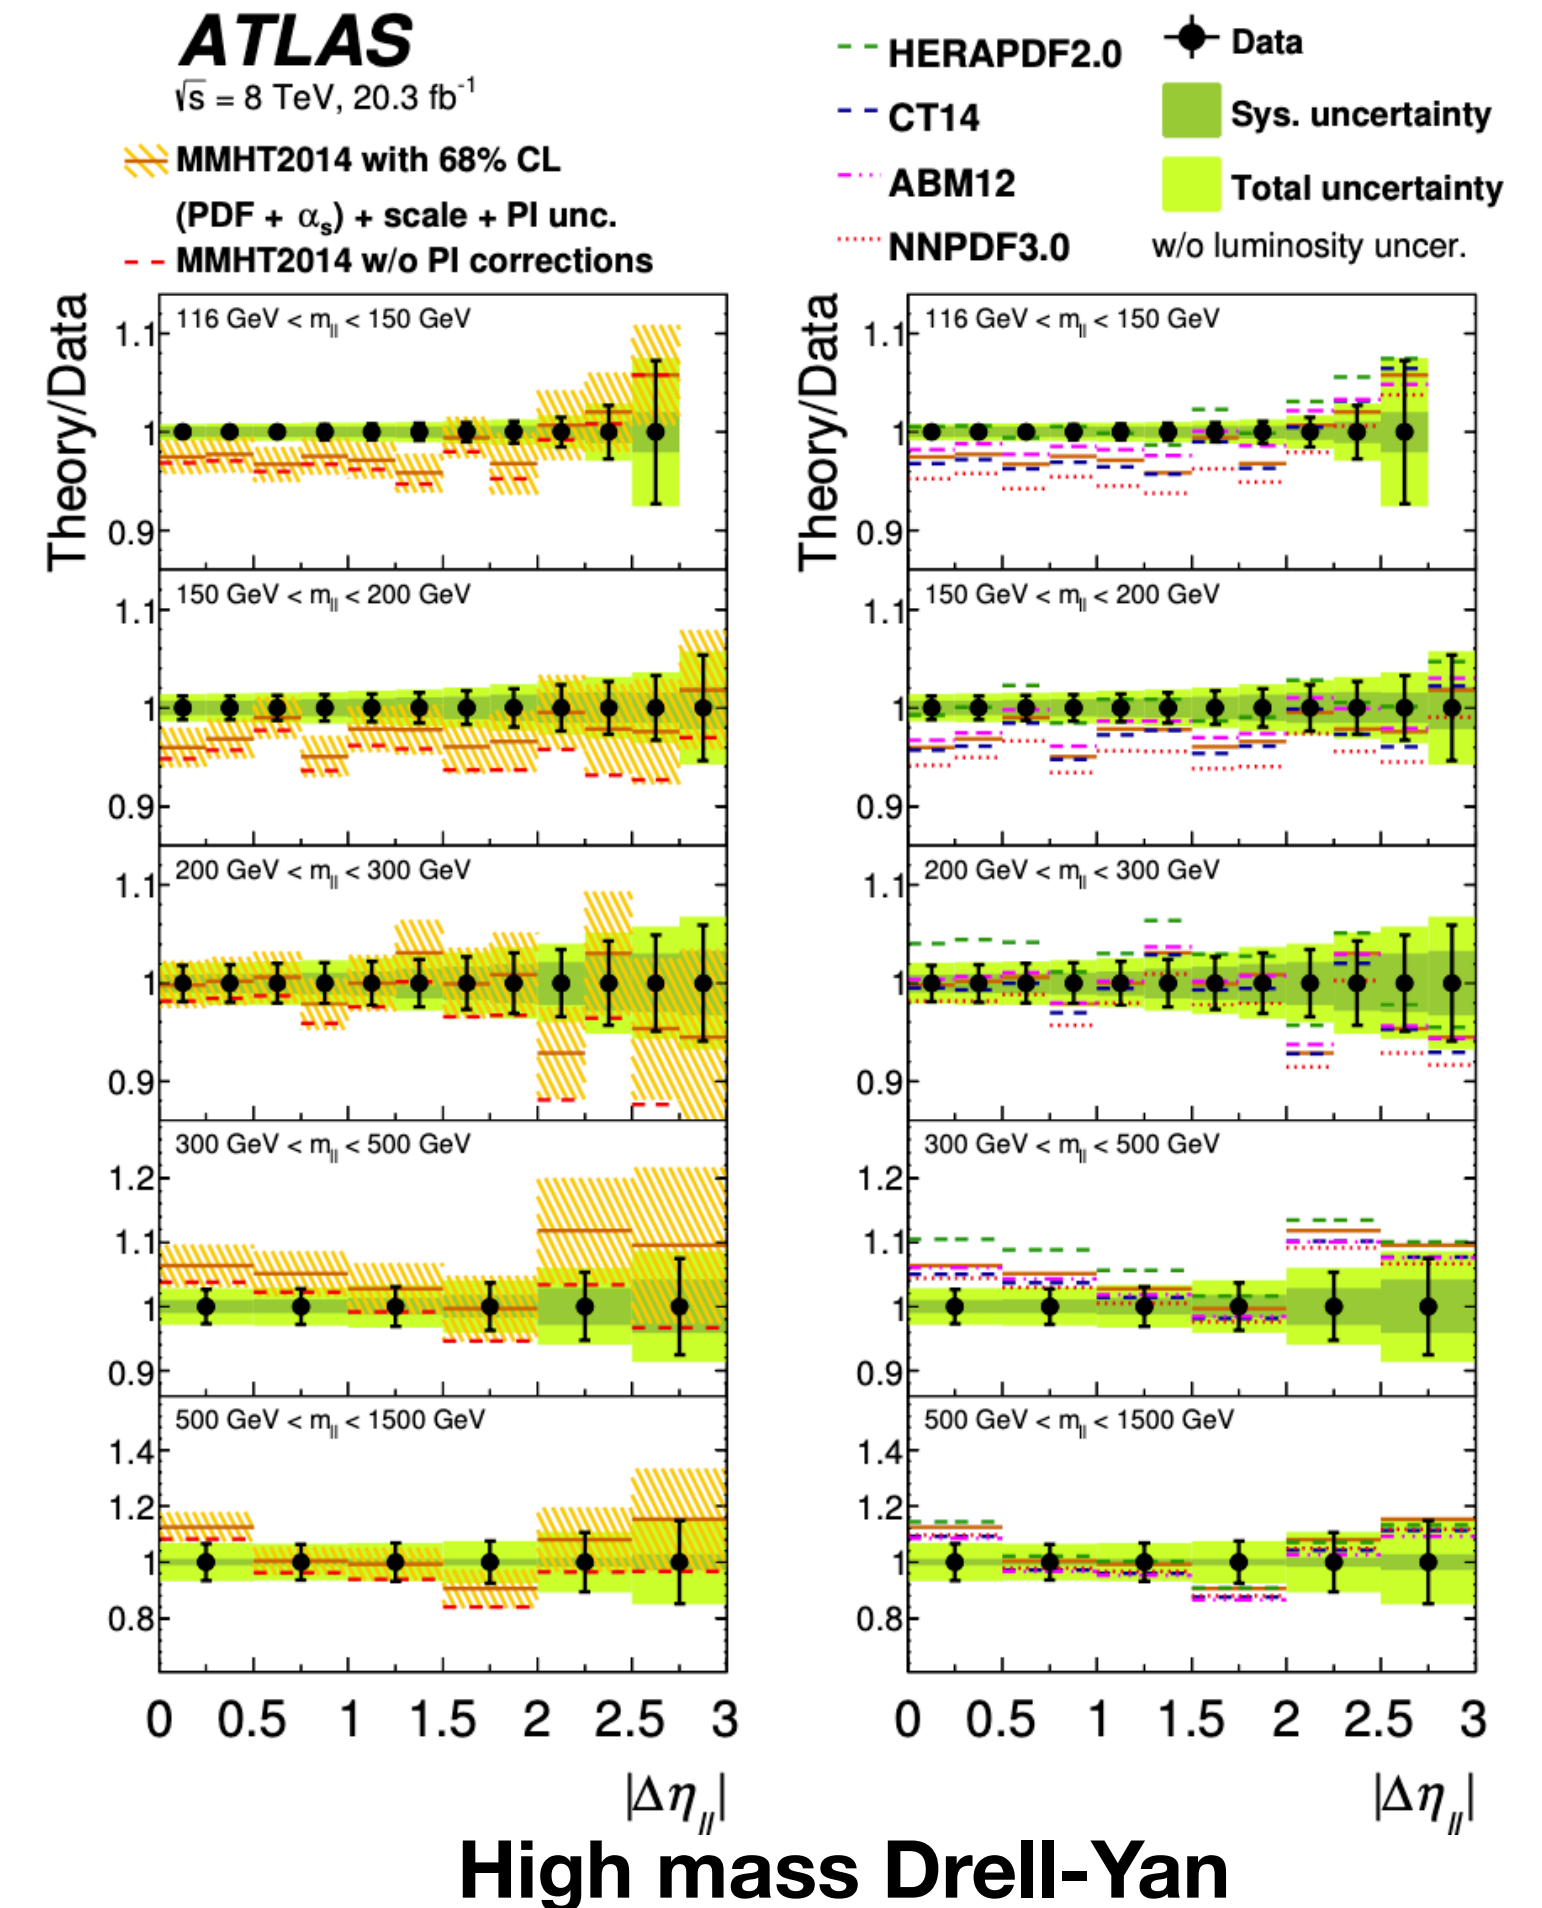 ATLAS
√s = 8 TeV, 20.3 fb-1
MMHT2014 with 68% CL
(PDF + αs) + scale + PI unc.
MMHT2014 w/o PI corrections
HERAPDF2.0
CT14
ABM12
NNPDF3.0
Data
Sys. uncertainty
Total uncertainty
w/o luminosity uncer.
Theory/Data
116 GeV < mll < 150 GeV
1.1
1
0.9
150 GeV < mll < 200 GeV
1.1
1
0.9
200 GeV < mll < 300 GeV
1.1
1
0.9
300 GeV < mll < 500 GeV
1.2
1.1
1
0.9
500 GeV < mll < 1500 GeV
1.4
1.2
1
0.8
0 0.5 1 1.5 2 2.5 3
|Δηll|
Theory/Data
116 GeV < mll < 150 GeV
1.1
1
0.9
150 GeV < mll < 200 GeV
1.1
1
0.9
200 GeV < mll < 300 GeV
1.1
1
0.9
300 GeV < mll < 500 GeV
1.2
1.1
1
0.9
500 GeV < mll < 1500 GeV
1.4
1.2
1
0.8
0 0.5 1 1.5 2 2.5 3
|Δηll|
High mass Drell-Yan